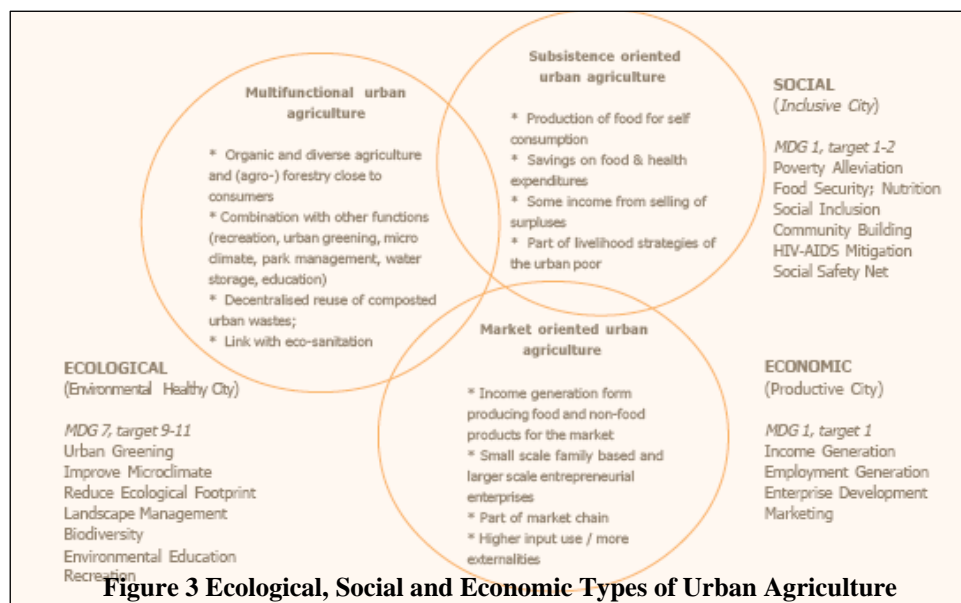 Multifunctional urban
agriculture
* Organic and diverse agriculture
and (agro-) forestry close to
consumers
* Combination with other functions
(recreation, urban greening, micro
climate, park management, water
storage, education)
* Decentralised reuse of composted
urban wastes;
* Link with eco-sanitation
Subsistence oriented
urban agriculture
* Production of food for self
consumption
* Savings on food & health
expenditures
* Some income from selling of
surpluses
* Part of livelihood strategies of
the urban poor
SOCIAL
(Inclusive City)
MDG 1, target 1-2
Poverty Alleviation
Food Security; Nutrition
Social Inclusion
Community Building
HIV-AIDS Mitigation
Social Safety Net
Market oriented urban
agriculture
* Income generation form
producing food and non-food
products for the market
* Small scale family based and
larger scale entrepreneurial
enterprises
* Part of market chain
* Higher input use / more
externalities
ECOLOGICAL
(Environmental Healthy City)
MDG 7, target 9-11
Urban Greening
Improve Microclimate
Reduce Ecological Footprint
Landscape Management
Biodiversity
Environmental Education
Recreation
ECONOMIC
(Productive City)
MDG 1, target 1
Income Generation
Employment Generation
Enterprise Development
Marketing
Figure 3 Ecological, Social and Economic Types of Urban Agriculture